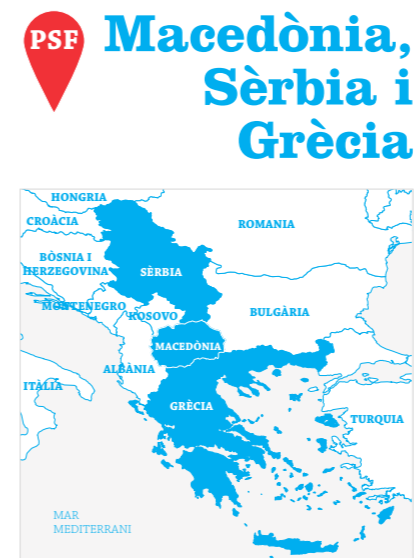 PSF
Macedònia,
Sèrbia i
Grècia
HONGRIA
CROÀCIA
ROMANIA
BÒSNIA I
HERZEGOVINA
SÈRBIA
MONTENEGRO
KOSOVO
BULGÀRIA
MACEDÒNIA
ALBÀNIA
ITÀLIA
GRÈCIA
TURQUIA
MAR
MEDITERRANI